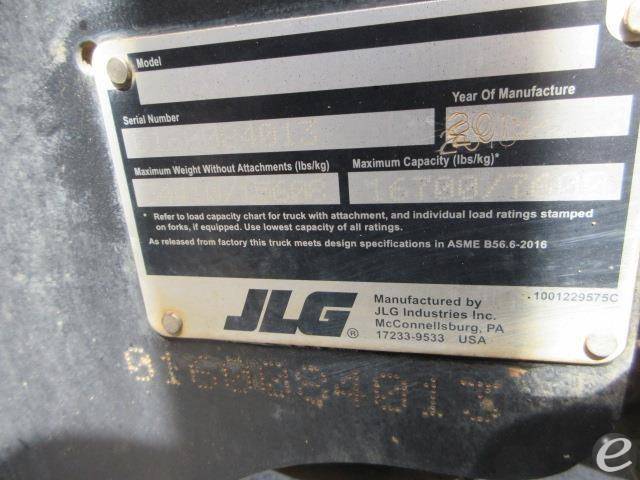 Model
Serial Number
Year Of Manufacture
Maximum Weight Without Attachments (lbs/kg)
Maximum Capacity (lbs/kg)*
* Refer to load capacity chart for truck with attachment, and individual load ratings stamped
on forks, if equipped. Use lowest capacity of all ratings.
As released from factory this truck meets design specifications in ASME B56.6-2016
JLG ®
Manufactured by
JLG Industries Inc.
McConnellsburg, PA
17233-9533 USA
1001229575C
e